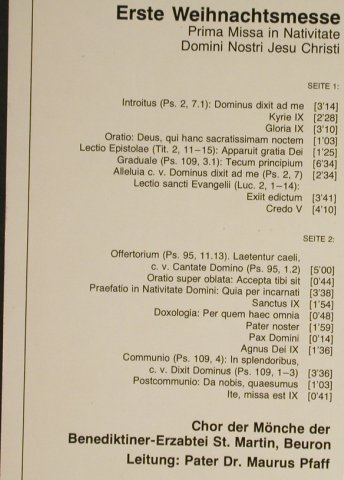 Erste Weihnachtsmesse
Prima Missa in Nativitate
Domini Nostri Jesu Christi
SEITE 1:
Introitus (Ps. 2, 7.1): Dominus dixit ad me [3'14]
Kyrie IX [2'28]
Gloria IX [3'10]
Oratio: Deus, qui hanc sacratissimam noctem [1'03]
Lectio Epistolae (Tit. 2, 11–15): Apparuit gratia Dei [1'25]
Graduale (Ps. 109, 3.1): Tecum principium [6'34]
Alleluia c. v. Dominus dixit ad me (Ps. 2, 7) [2'34]
Lectio sancti Evangelii (Luc. 2, 1–14):
Exiit edictum [3'41]
Credo V [4'10]
SEITE 2:
Offertorium (Ps. 95, 11.13). Laetentur caeli,
c. v. Cantate Domino (Ps. 95, 1.2) [5'00]
Oratio super oblata: Accepta tibi sit [0'44]
Praefatio in Nativitate Domini: Quia per incarnati [3'38]
Sanctus IX [1'54]
Doxologia: Per quem haec omnia [0'48]
Pater noster [1'59]
Pax Domini [0'14]
Agnus Dei IX [1'36]
Communio (Ps. 109, 4): In splendoribus,
c. v. Dixit Dominus (Ps. 109, 1–3) [3'36]
Postcommunio: Da nobis, quaesumus [1'03]
Ite, missa est IX [0'41]
Chor der Mönche der
Benediktiner-Erzabtei St. Martin, Beuron
Leitung: Pater Dr. Maurus Pfaff